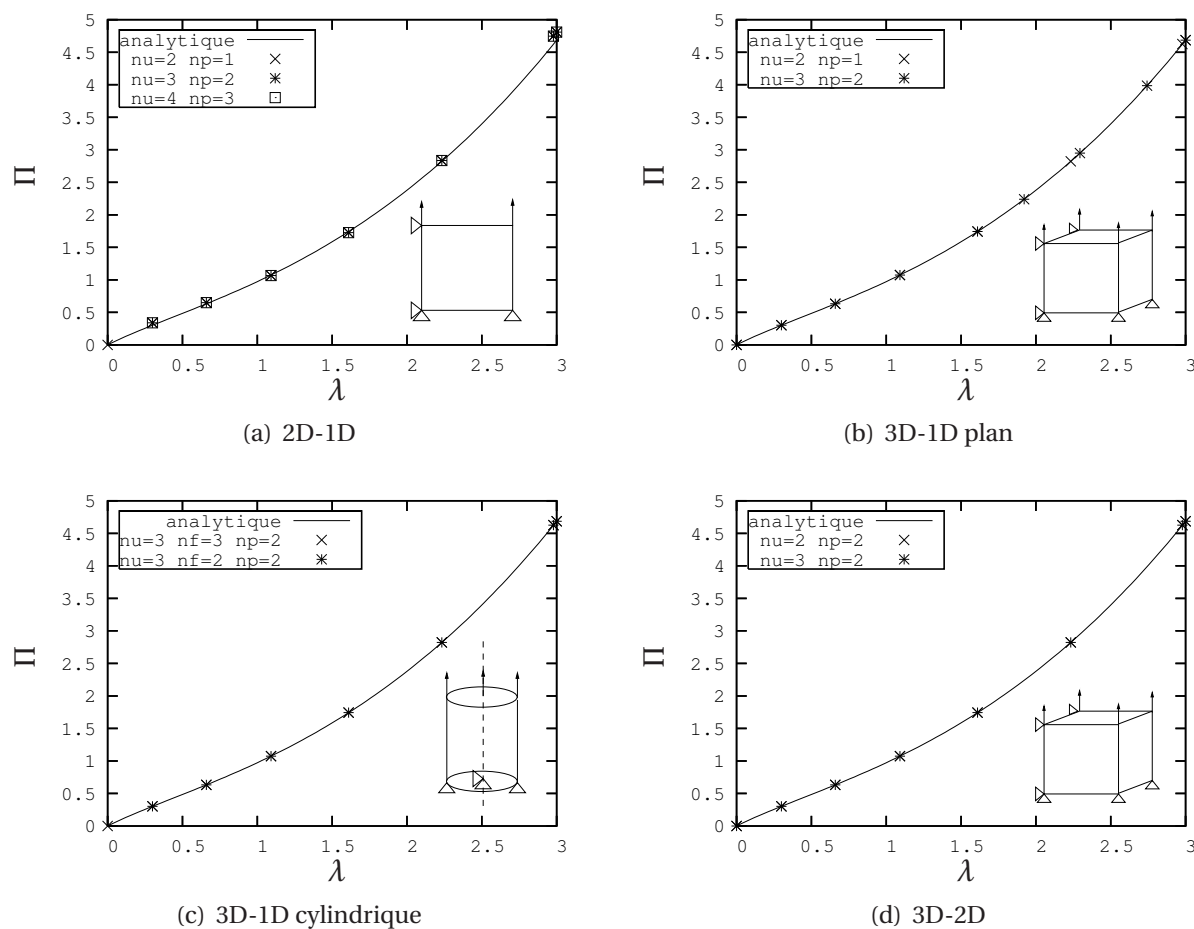 5
4.5
4
3.5
3
2.5
2
1.5
1
0.5
0
Π
analytique
nu=2 np=1
nu=3 np=2
nu=4 np=3
0 0.5 1 1.5 2 2.5 3
λ
(a) 2D-1D
5
4.5
4
3.5
3
2.5
2
1.5
1
0.5
0
Π
analytique
nu=2 np=1
nu=3 np=2
0 0.5 1 1.5 2 2.5 3
λ
(b) 3D-1D plan
5
4.5
4
3.5
3
2.5
2
1.5
1
0.5
0
Π
analytique
nu=3 nf=3 np=2
nu=3 nf=2 np=2
0 0.5 1 1.5 2 2.5 3
λ
(c) 3D-1D cylindrique
5
4.5
4
3.5
3
2.5
2
1.5
1
0.5
0
Π
analytique
nu=2 np=2
nu=3 np=2
0 0.5 1 1.5 2 2.5 3
λ
(d) 3D-2D